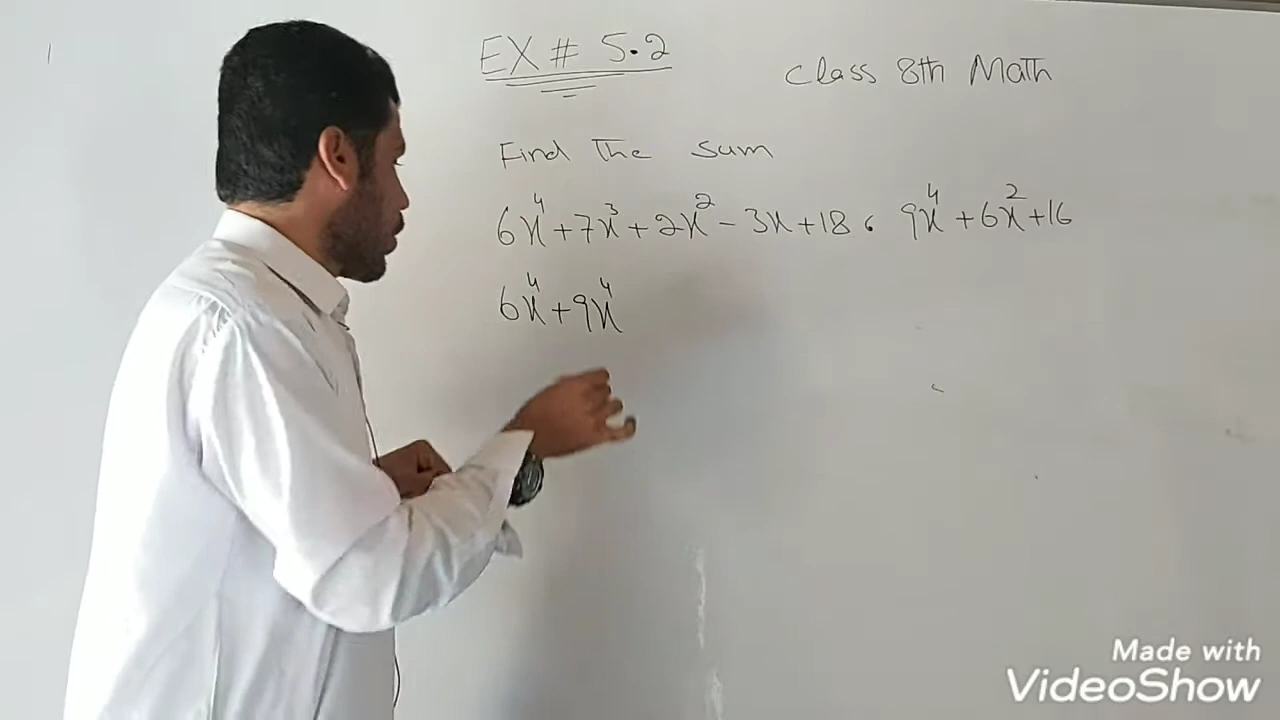 EX # 5.2
Class 8th Math
Find The Sum
6x⁴+7x³+2x²-3x+18, 9x⁴+6x²+16
6x⁴+9x⁴
Made with
VideoShow